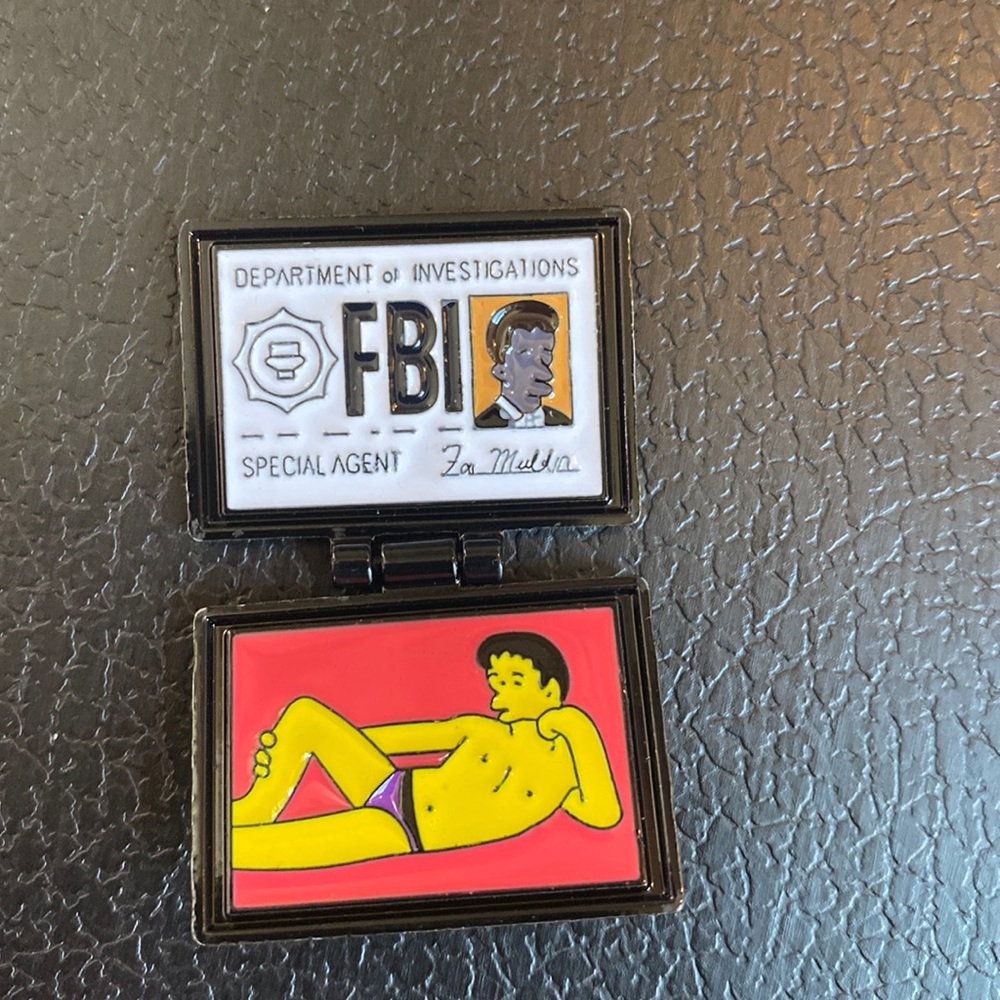 DEPARTMENT of INVESTIGATIONS
FBI
SPECIAL AGENT